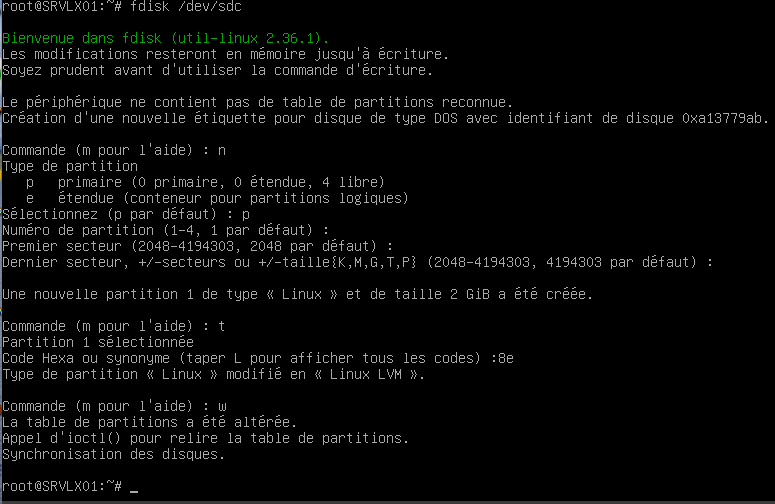 root@SRVLX01:~# fdisk /dev/sdc
Bienvenue dans fdisk (util-linux 2.36.1).
Les modifications resteront en mémoire jusqu'à écriture.
Soyez prudent avant d'utiliser la commande d'écriture.
Le périphérique ne contient pas de table de partitions reconnue.
Création d'une nouvelle étiquette pour disque de type DOS avec identifiant de disque 0xa13779ab.
Commande (m pour l'aide) : n
Type de partition
p   primaire (0 primaire, 0 étendue, 4 libre)
e   étendue (conteneur pour partitions logiques)
Sélectionnez (p par défaut) : p
Numéro de partition (1-4, 1 par défaut) :
Premier secteur (2048-4194303, 2048 par défaut) :
Dernier secteur, +/-secteurs ou +/-taille{K,M,G,T,P} (2048-4194303, 4194303 par défaut) :
Une nouvelle partition 1 de type « Linux » et de taille 2 GiB a été créée.
Commande (m pour l'aide) : t
Partition 1 sélectionnée
Code Hexa ou synonyme (taper L pour afficher tous les codes) :8e
Type de partition « Linux » modifié en « Linux LVM ».
Commande (m pour l'aide) : w
La table de partitions a été altérée.
Appel d'ioctl() pour relire la table de partitions.
Synchronisation des disques.
root@SRVLX01:~# _